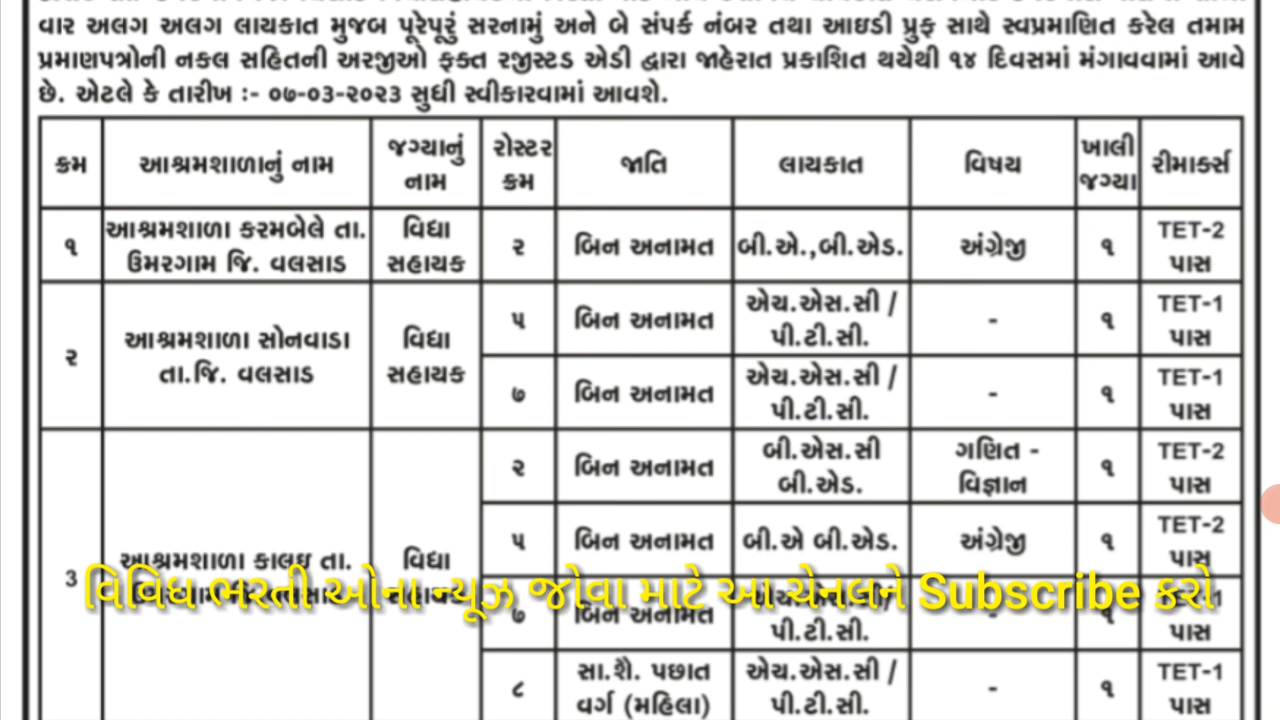 વાર અલગ અલગ લાયકાત મુજબ પૂરેપૂરું સરનામું અને બે સંપર્ક નંબર તથા આઇડી પ્રુફ સાથે સ્વપ્રમાણિત કરેલ તમામ
પ્રમાણપત્રોની નકલ સહિતની અરજીઓ ફક્ત રજીસ્ટડ એડી દ્વારા જાહેરાત પ્રકાશિત થયેથી ૧૪ દિવસમાં મંગાવવામાં આવે
છે. એટલે કે તારીખ :- ૦૭-૦૩-૨૦૨૩ સુધી સ્વીકારવામાં આવશે.
ક્રમ આશ્રમશાળાનું નામ જગ્યાનું નામ રોસ્ટર ક્રમ જાતિ લાયકાત વિષય ખાલી જગ્યા રીમાર્ક્સ
૧ આશ્રમશાળા કરમબેલે તા. ઉમરગામ જિ. વલસાડ વિદ્યા સહાયક ૨ બિન અનામત બી.એ.,બી.એડ. અંગ્રેજી ૧ TET-2 પાસ
૨ આશ્રમશાળા સોનવાડા તા.જિ. વલસાડ વિદ્યા સહાયક ૫ બિન અનામત એચ.એસ.સી / પી.ટી.સી. - ૧ TET-1 પાસ
૭ બિન અનામત એચ.એસ.સી / પી.ટી.સી. - ૧ TET-1 પાસ
3 આશ્રમશાળા કાલઇ તા. વિદ્યા ૨ બિન અનામત બી.એસ.સી બી.એડ. ગણિત - વિજ્ઞાન ૧ TET-2 પાસ
૫ બિન અનામત બી.એ બી.એડ. અંગ્રેજી ૧ TET-2 પાસ
વિવિધ ભરતી ઓના ન્યૂઝ જોવા માટે આ ચેનલને Subscribe કરો
૭ બિન અનામત પી.ટી.સી. - ૧ પાસ
૮ સા.શૈ. પછાત વર્ગ (મહિલા) એચ.એસ.સી / પી.ટી.સી. - ૧ TET-1 પાસ